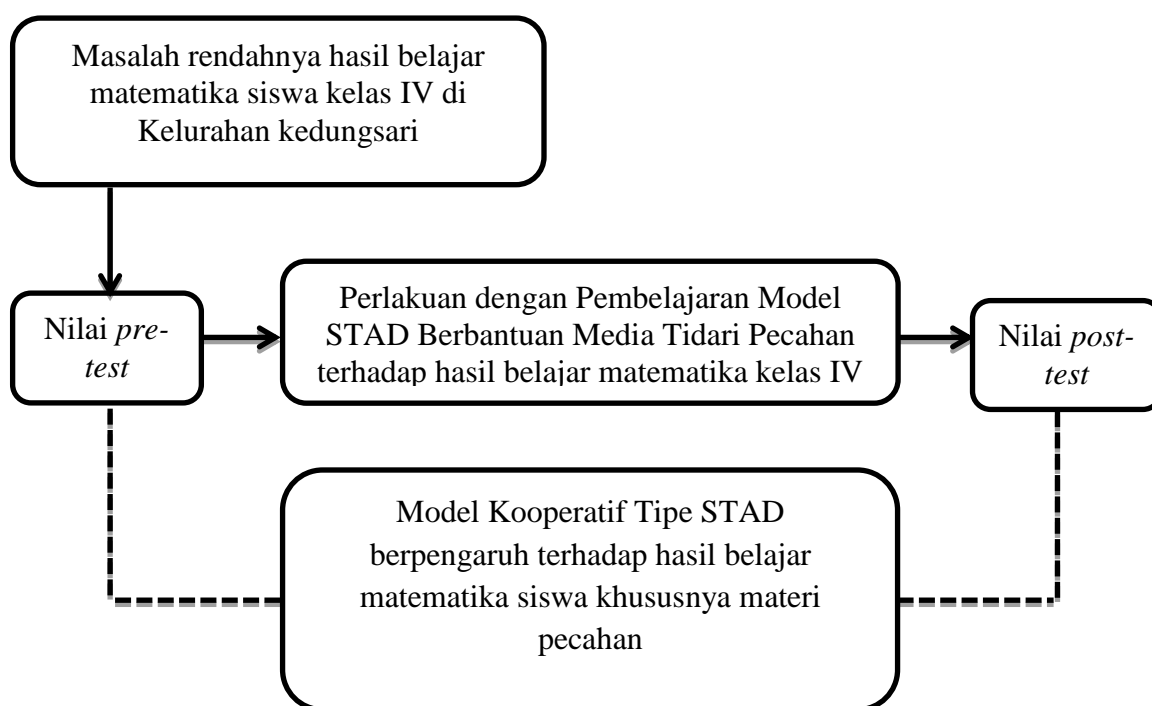 Masalah rendahnya hasil belajar
matematika siswa kelas IV di
Kelurahan kedungsari
Nilai pre-
test
Perlakuan dengan Pembelajaran Model
STAD Berbantuan Media Tidari Pecahan
terhadap hasil belajar matematika kelas IV
Nilai post-
test
Model Kooperatif Tipe STAD
berpengaruh terhadap hasil belajar
matematika siswa khususnya materi
pecahan